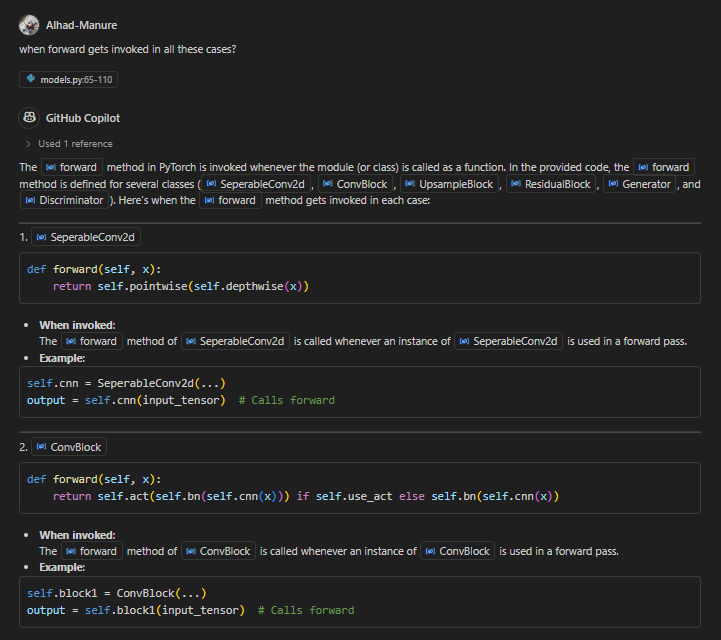 Alhad-Manure
when forward gets invoked in all these cases?
models.py:65-110
GitHub Copilot
Used 1 reference
The forward method in PyTorch is invoked whenever the module (or class) is called as a function. In the provided code, the forward
method is defined for several classes ( SeperableConv2d , ConvBlock , UpsampleBlock , ResidualBlock , Generator , and
Discriminator ). Here's when the forward method gets invoked in each case:
1. SeperableConv2d
def forward(self, x):
    return self.pointwise(self.depthwise(x))
• When invoked:
The forward method of SeperableConv2d is called whenever an instance of SeperableConv2d is used in a forward pass.
• Example:
self.cnn = SeperableConv2d(...)
output = self.cnn(input_tensor)  # Calls forward
2. ConvBlock
def forward(self, x):
    return self.act(self.bn(self.cnn(x))) if self.use_act else self.bn(self.cnn(x))
• When invoked:
The forward method of ConvBlock is called whenever an instance of ConvBlock is used in a forward pass.
• Example:
self.block1 = ConvBlock(...)
output = self.block1(input_tensor)  # Calls forward